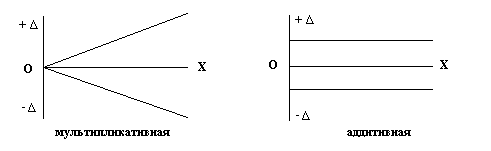 + Δ
O
X
- Δ
мультипликативная
+ Δ
O
X
- Δ
аддитивная